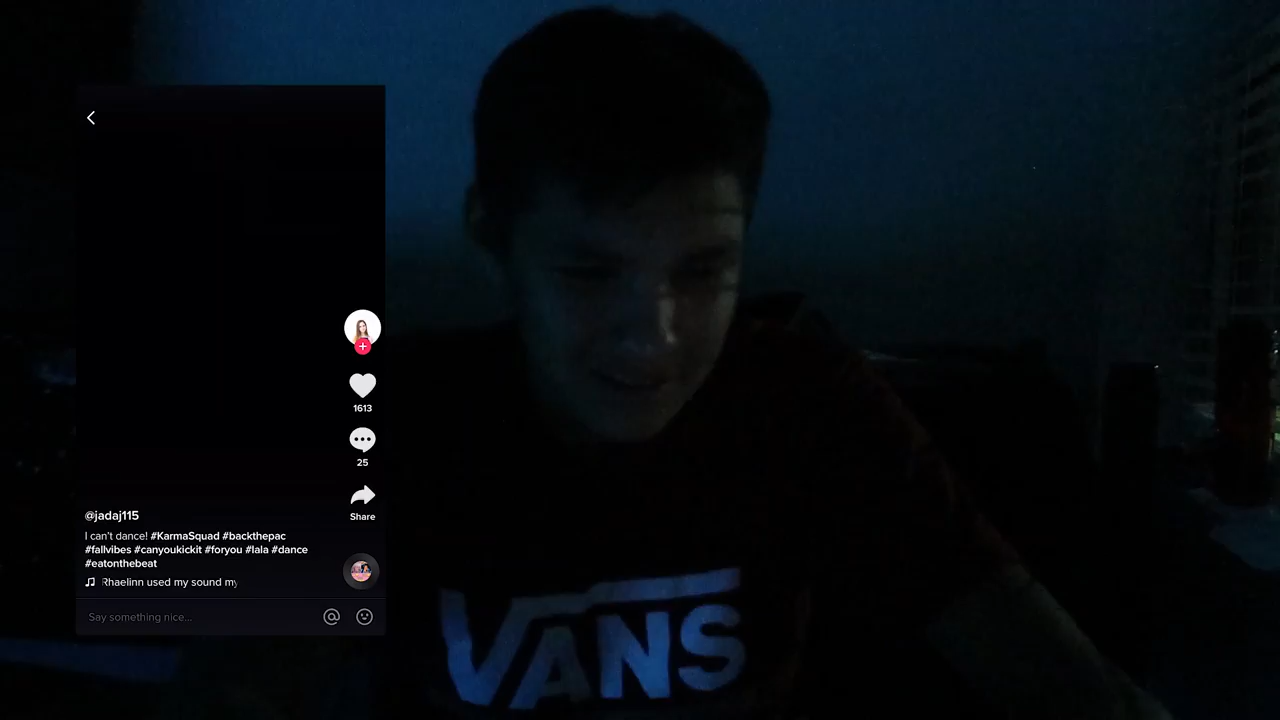 1613
25
Share
@jadaj115
I can't dance! #KarmaSquad #backthepac
#fallvibes #canyoukickit #foryou #lala #dance
#eatonthebeat
Rhaelinn used my sound my
Say something nice...
VANS